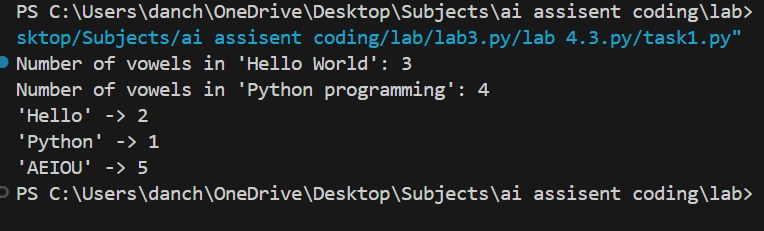 PS C:\Users\danch\OneDrive\Desktop\Subjects\ai assisent coding\lab>
sktop/Subjects/ai assisent coding/lab/lab3.py/lab 4.3.py/task1.py"
Number of vowels in 'Hello World': 3
Number of vowels in 'Python programming': 4
'Hello' -> 2
'Python' -> 1
'AEIOU' -> 5
PS C:\Users\danch\OneDrive\Desktop\Subjects\ai assisent coding\lab>